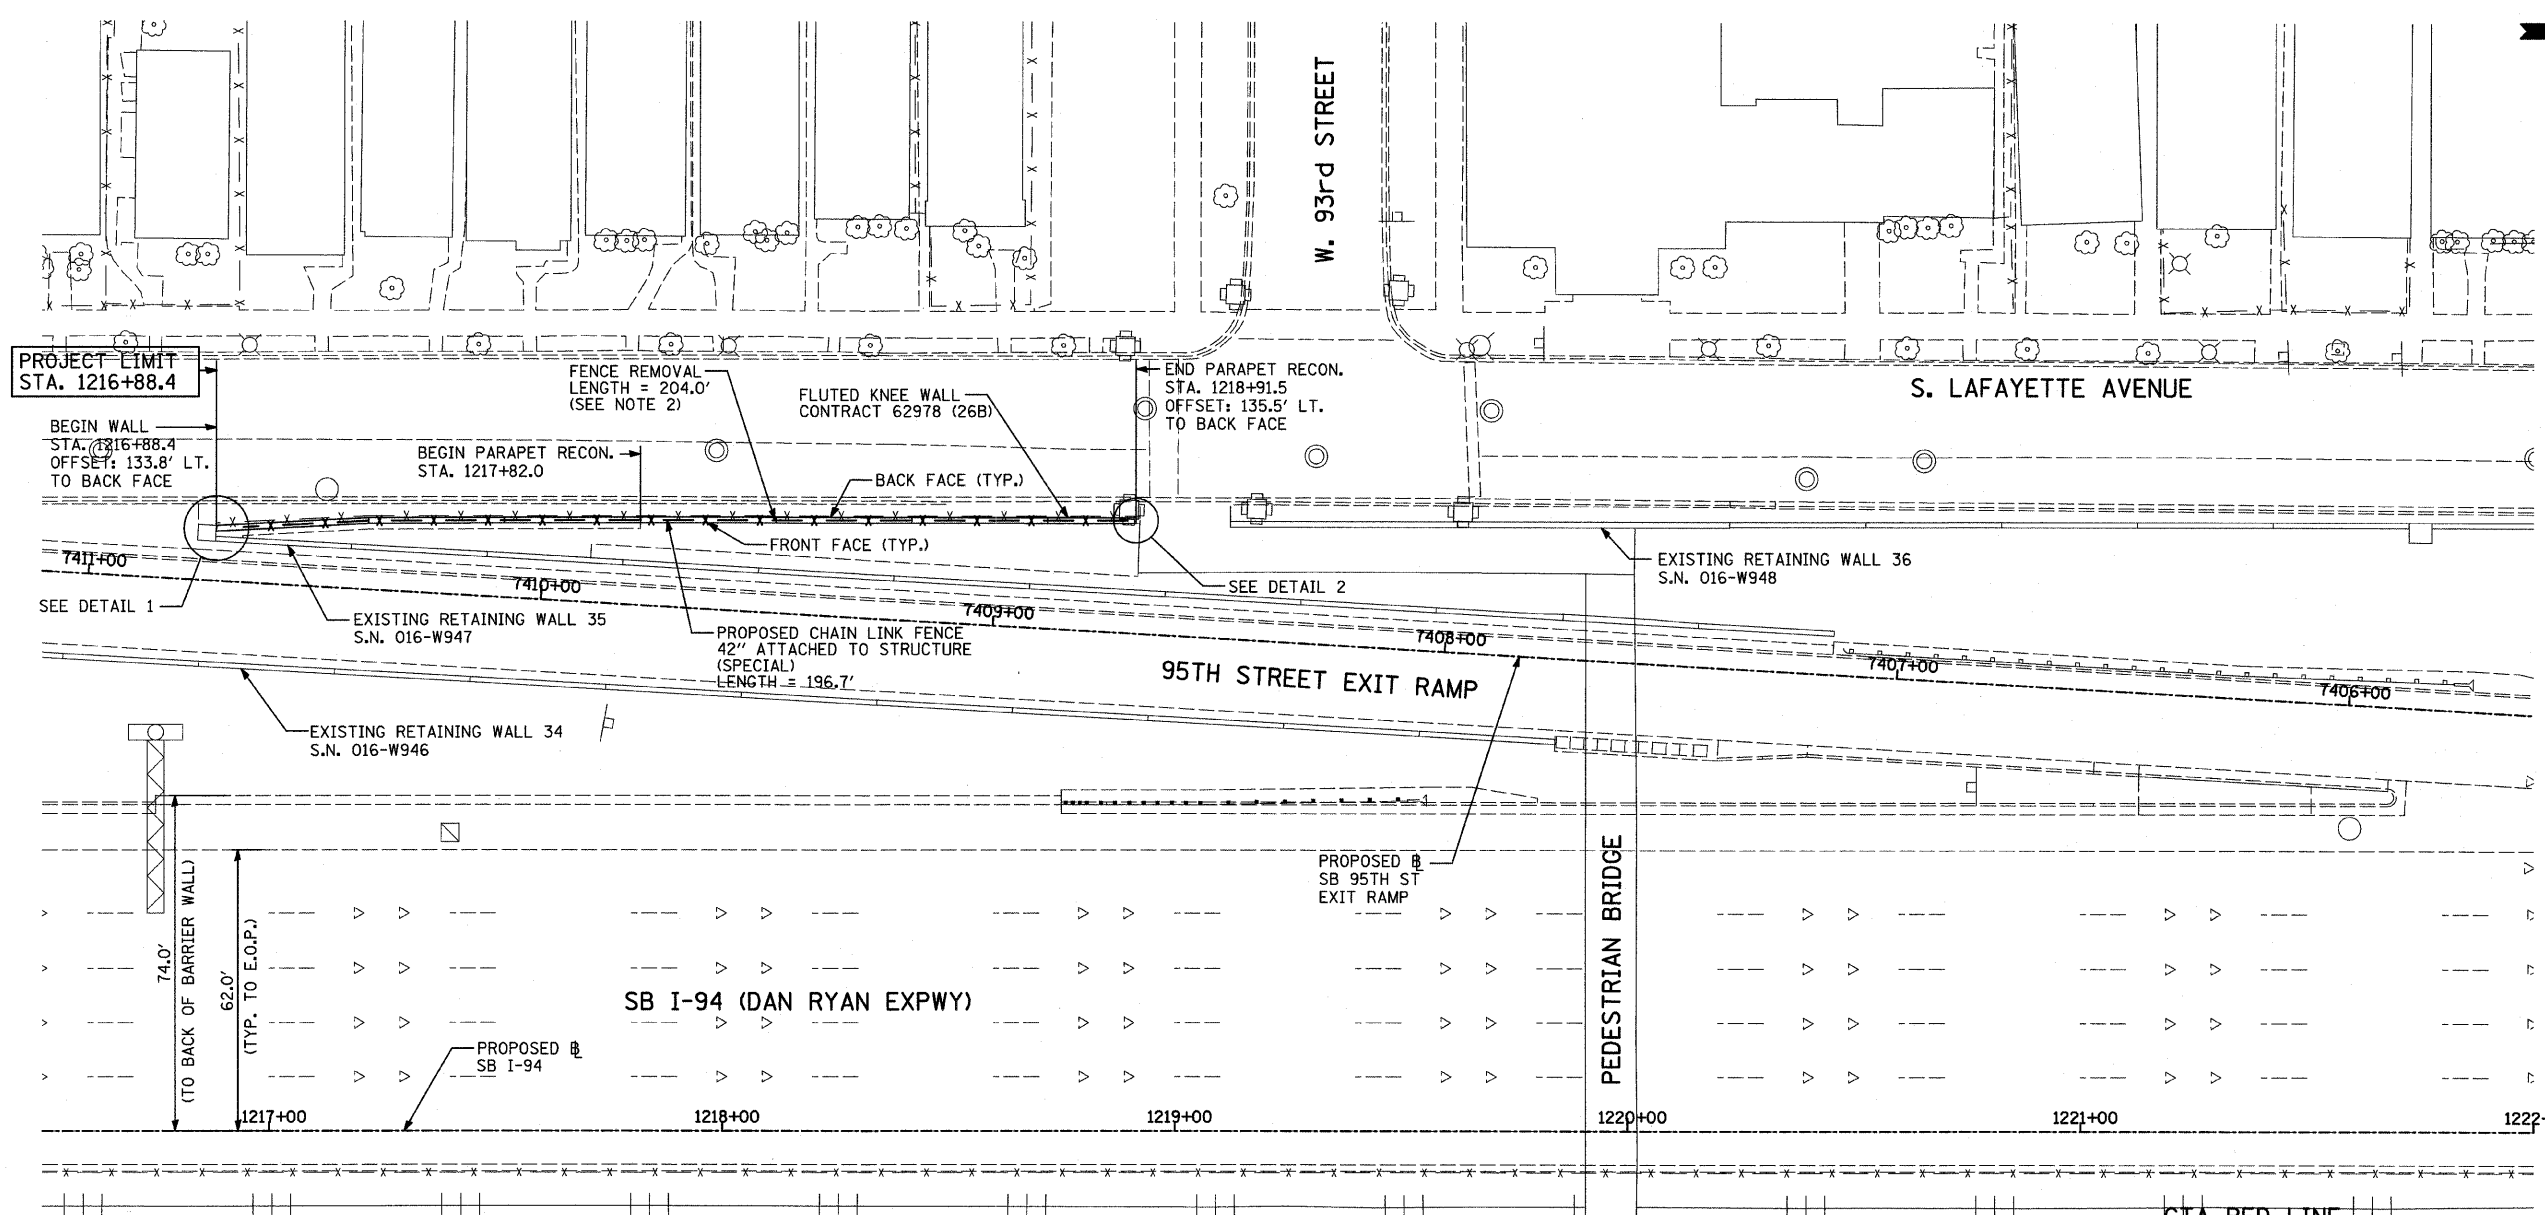 W. 93rd STREET
PROJECT LIMIT
STA. 1216+88.4
FENCE REMOVAL
LENGTH = 204.0'
(SEE NOTE 2)
FLUTED KNEE WALL
CONTRACT 62978 (26B)
END PARAPET RECON.
STA. 1218+91.5
OFFSET: 135.5' LT.
TO BACK FACE
S. LAFAYETTE AVENUE
BEGIN WALL
STA. 1216+88.4
OFFSET: 133.8' LT.
TO BACK FACE
BEGIN PARAPET RECON.
STA. 1217+82.0
BACK FACE (TYP.)
FRONT FACE (TYP.)
EXISTING RETAINING WALL 36
S.N. 016-W948
7411+00
7410+00
7409+00
7408+00
7407+00
7406+00
SEE DETAIL 1
SEE DETAIL 2
EXISTING RETAINING WALL 35
S.N. 016-W947
PROPOSED CHAIN LINK FENCE
42" ATTACHED TO STRUCTURE
(SPECIAL)
LENGTH = 196.7'
95TH STREET EXIT RAMP
EXISTING RETAINING WALL 34
S.N. 016-W946
PROPOSED BL
SB 95TH ST
EXIT RAMP
PEDESTRIAN BRIDGE
74.0'
(TO BACK OF BARRIER WALL)
62.0'
(TYP. TO E.O.P.)
SB I-94 (DAN RYAN EXPWY)
PROPOSED BL
SB I-94
1217+00
1218+00
1219+00
1220+00
1221+00
1222+
CTA RED LINE